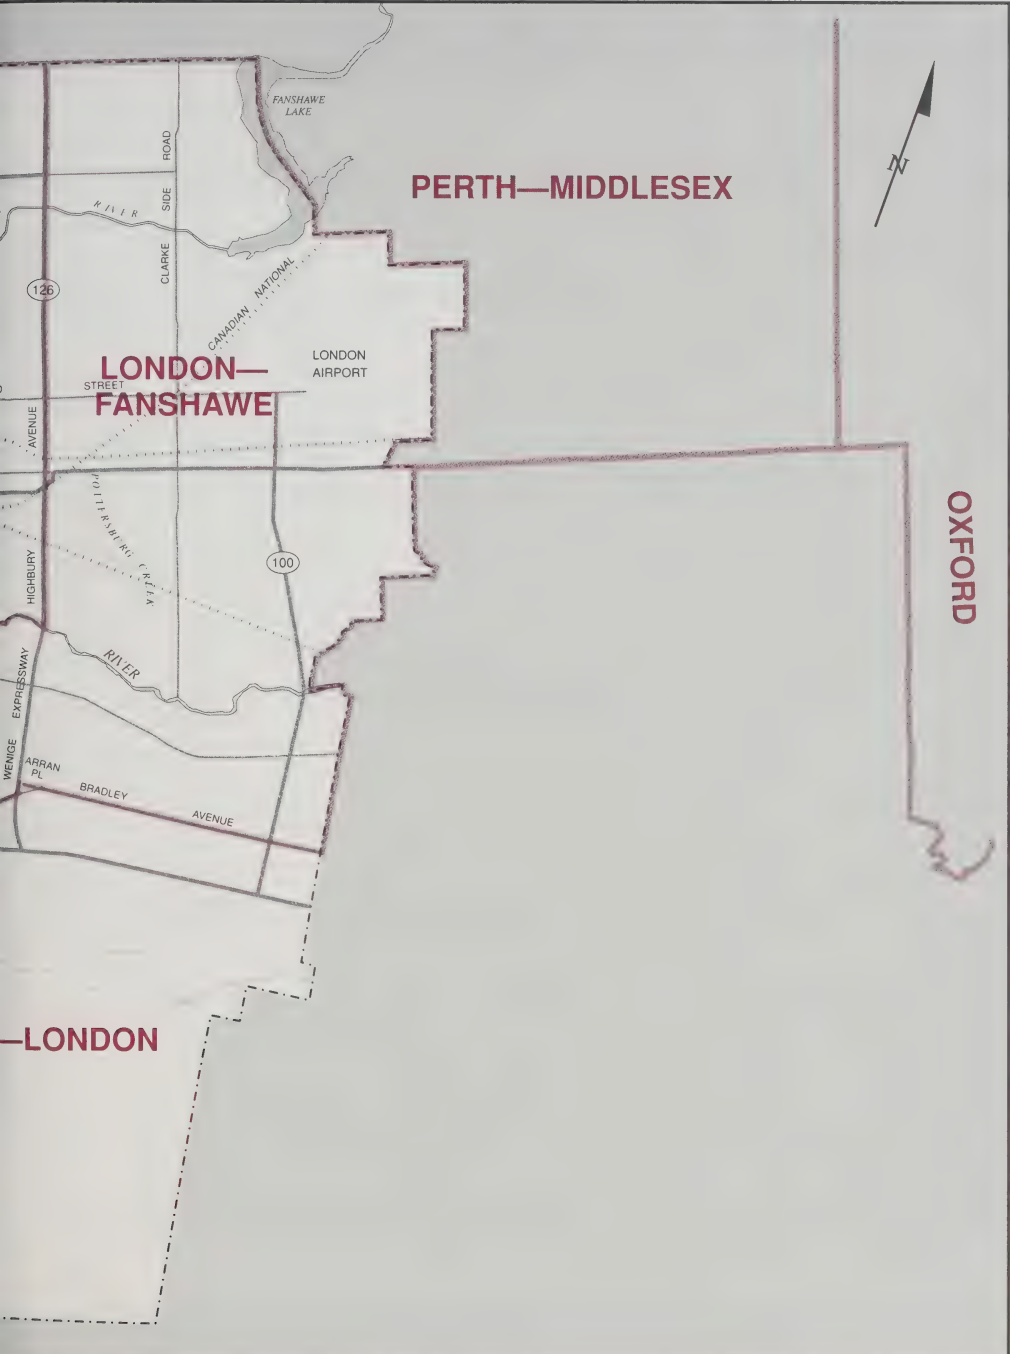 FANSHAWE
LAKE
N
PERTH—MIDDLESEX
CLARKE SIDE ROAD
RIVER
CANADIAN NATIONAL
126
LONDON
AIRPORT
LONDON—
FANSHAWE
STREET
HIGHBURY AVENUE
POTTERSBURG CREEK
OXFORD
100
RIVER
WENIGE EXPRESSWAY
ARRAN
PL
BRADLEY AVENUE
—LONDON